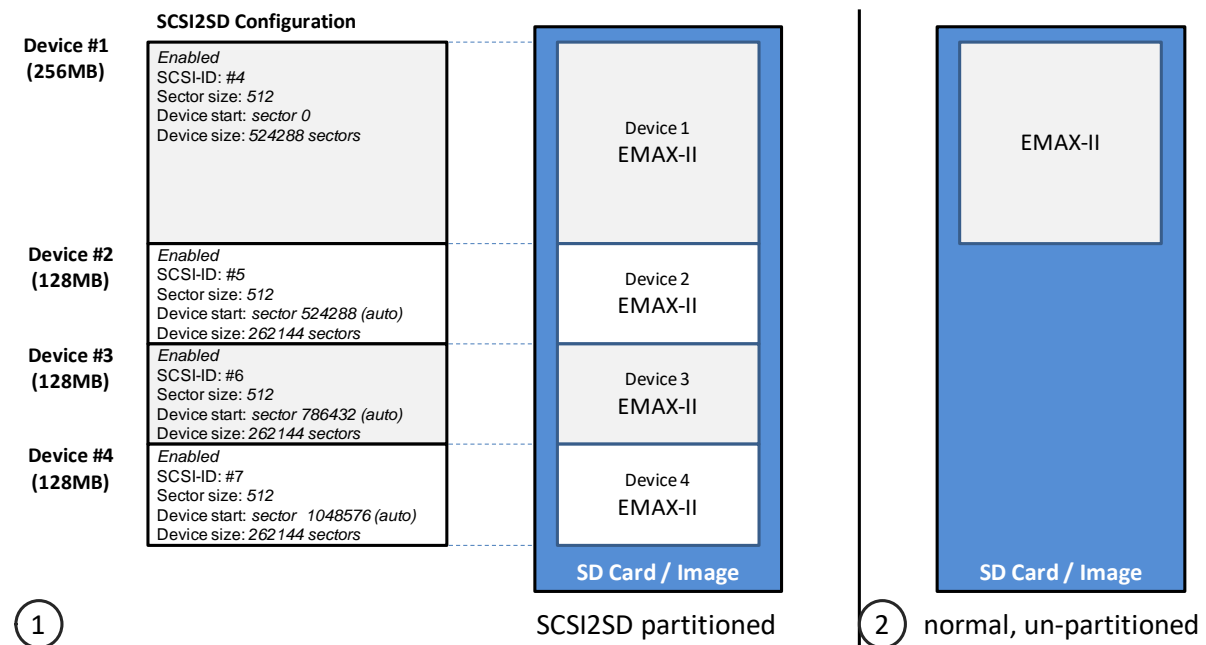 SCSI2SD Configuration
Device #1
(256MB)
Enabled
SCSI-ID: #4
Sector size: 512
Device start: sector 0
Device size: 524288 sectors
Device #2
(128MB)
Enabled
SCSI-ID: #5
Sector size: 512
Device start: sector 524288 (auto)
Device size: 262144 sectors
Device #3
(128MB)
Enabled
SCSI-ID: #6
Sector size: 512
Device start: sector 786432 (auto)
Device size: 262144 sectors
Device #4
(128MB)
Enabled
SCSI-ID: #7
Sector size: 512
Device start: sector 1048576 (auto)
Device size: 262144 sectors
Device 1
EMAX-II
Device 2
EMAX-II
Device 3
EMAX-II
Device 4
EMAX-II
SD Card / Image
1
SCSI2SD partitioned
EMAX-II
SD Card / Image
2
normal, un-partitioned